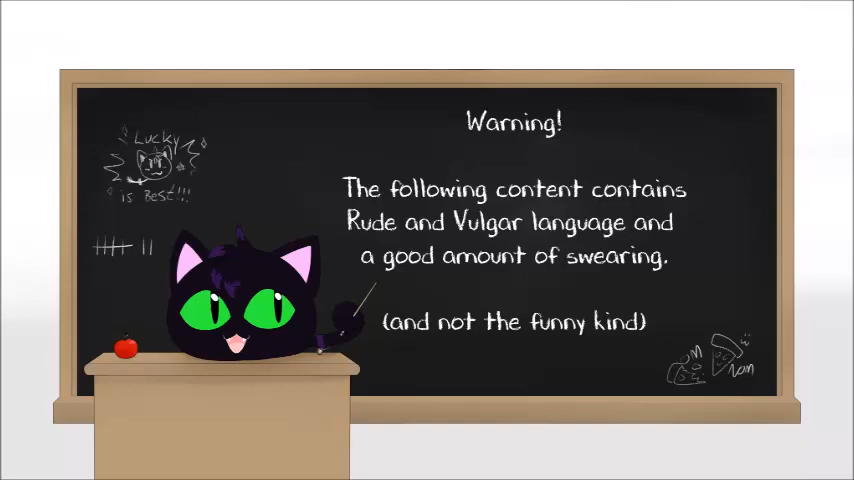 Warning!
The following content contains
Rude and Vulgar language and
a good amount of swearing.
(and not the funny kind)
Lucky
is Best!!!
Nom